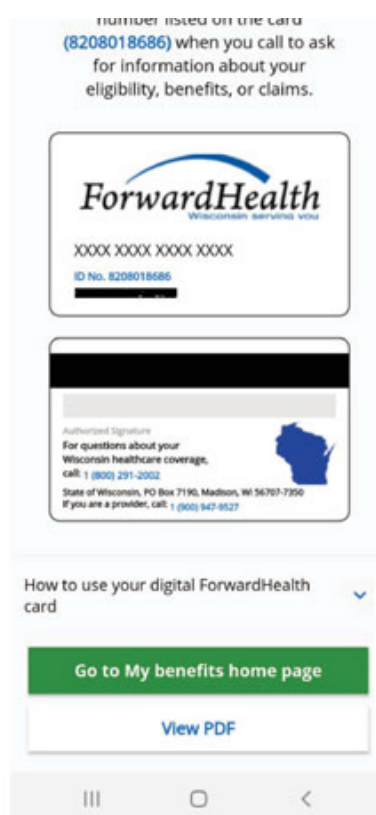 number listed on the card
(8208018686) when you call to ask
for information about your
eligibility, benefits, or claims.
ForwardHealth
Wisconsin serving you
XXXX XXXX XXXX XXXX
ID No. 8208018686
Authorized Signature
For questions about your
Wisconsin healthcare coverage,
call: 1 (800) 291-2002
State of Wisconsin, PO Box 7190, Madison, WI 56707-7350
If you are a provider, call: 1 (900) 947-9527
How to use your digital ForwardHealth
card
Go to My benefits home page
View PDF